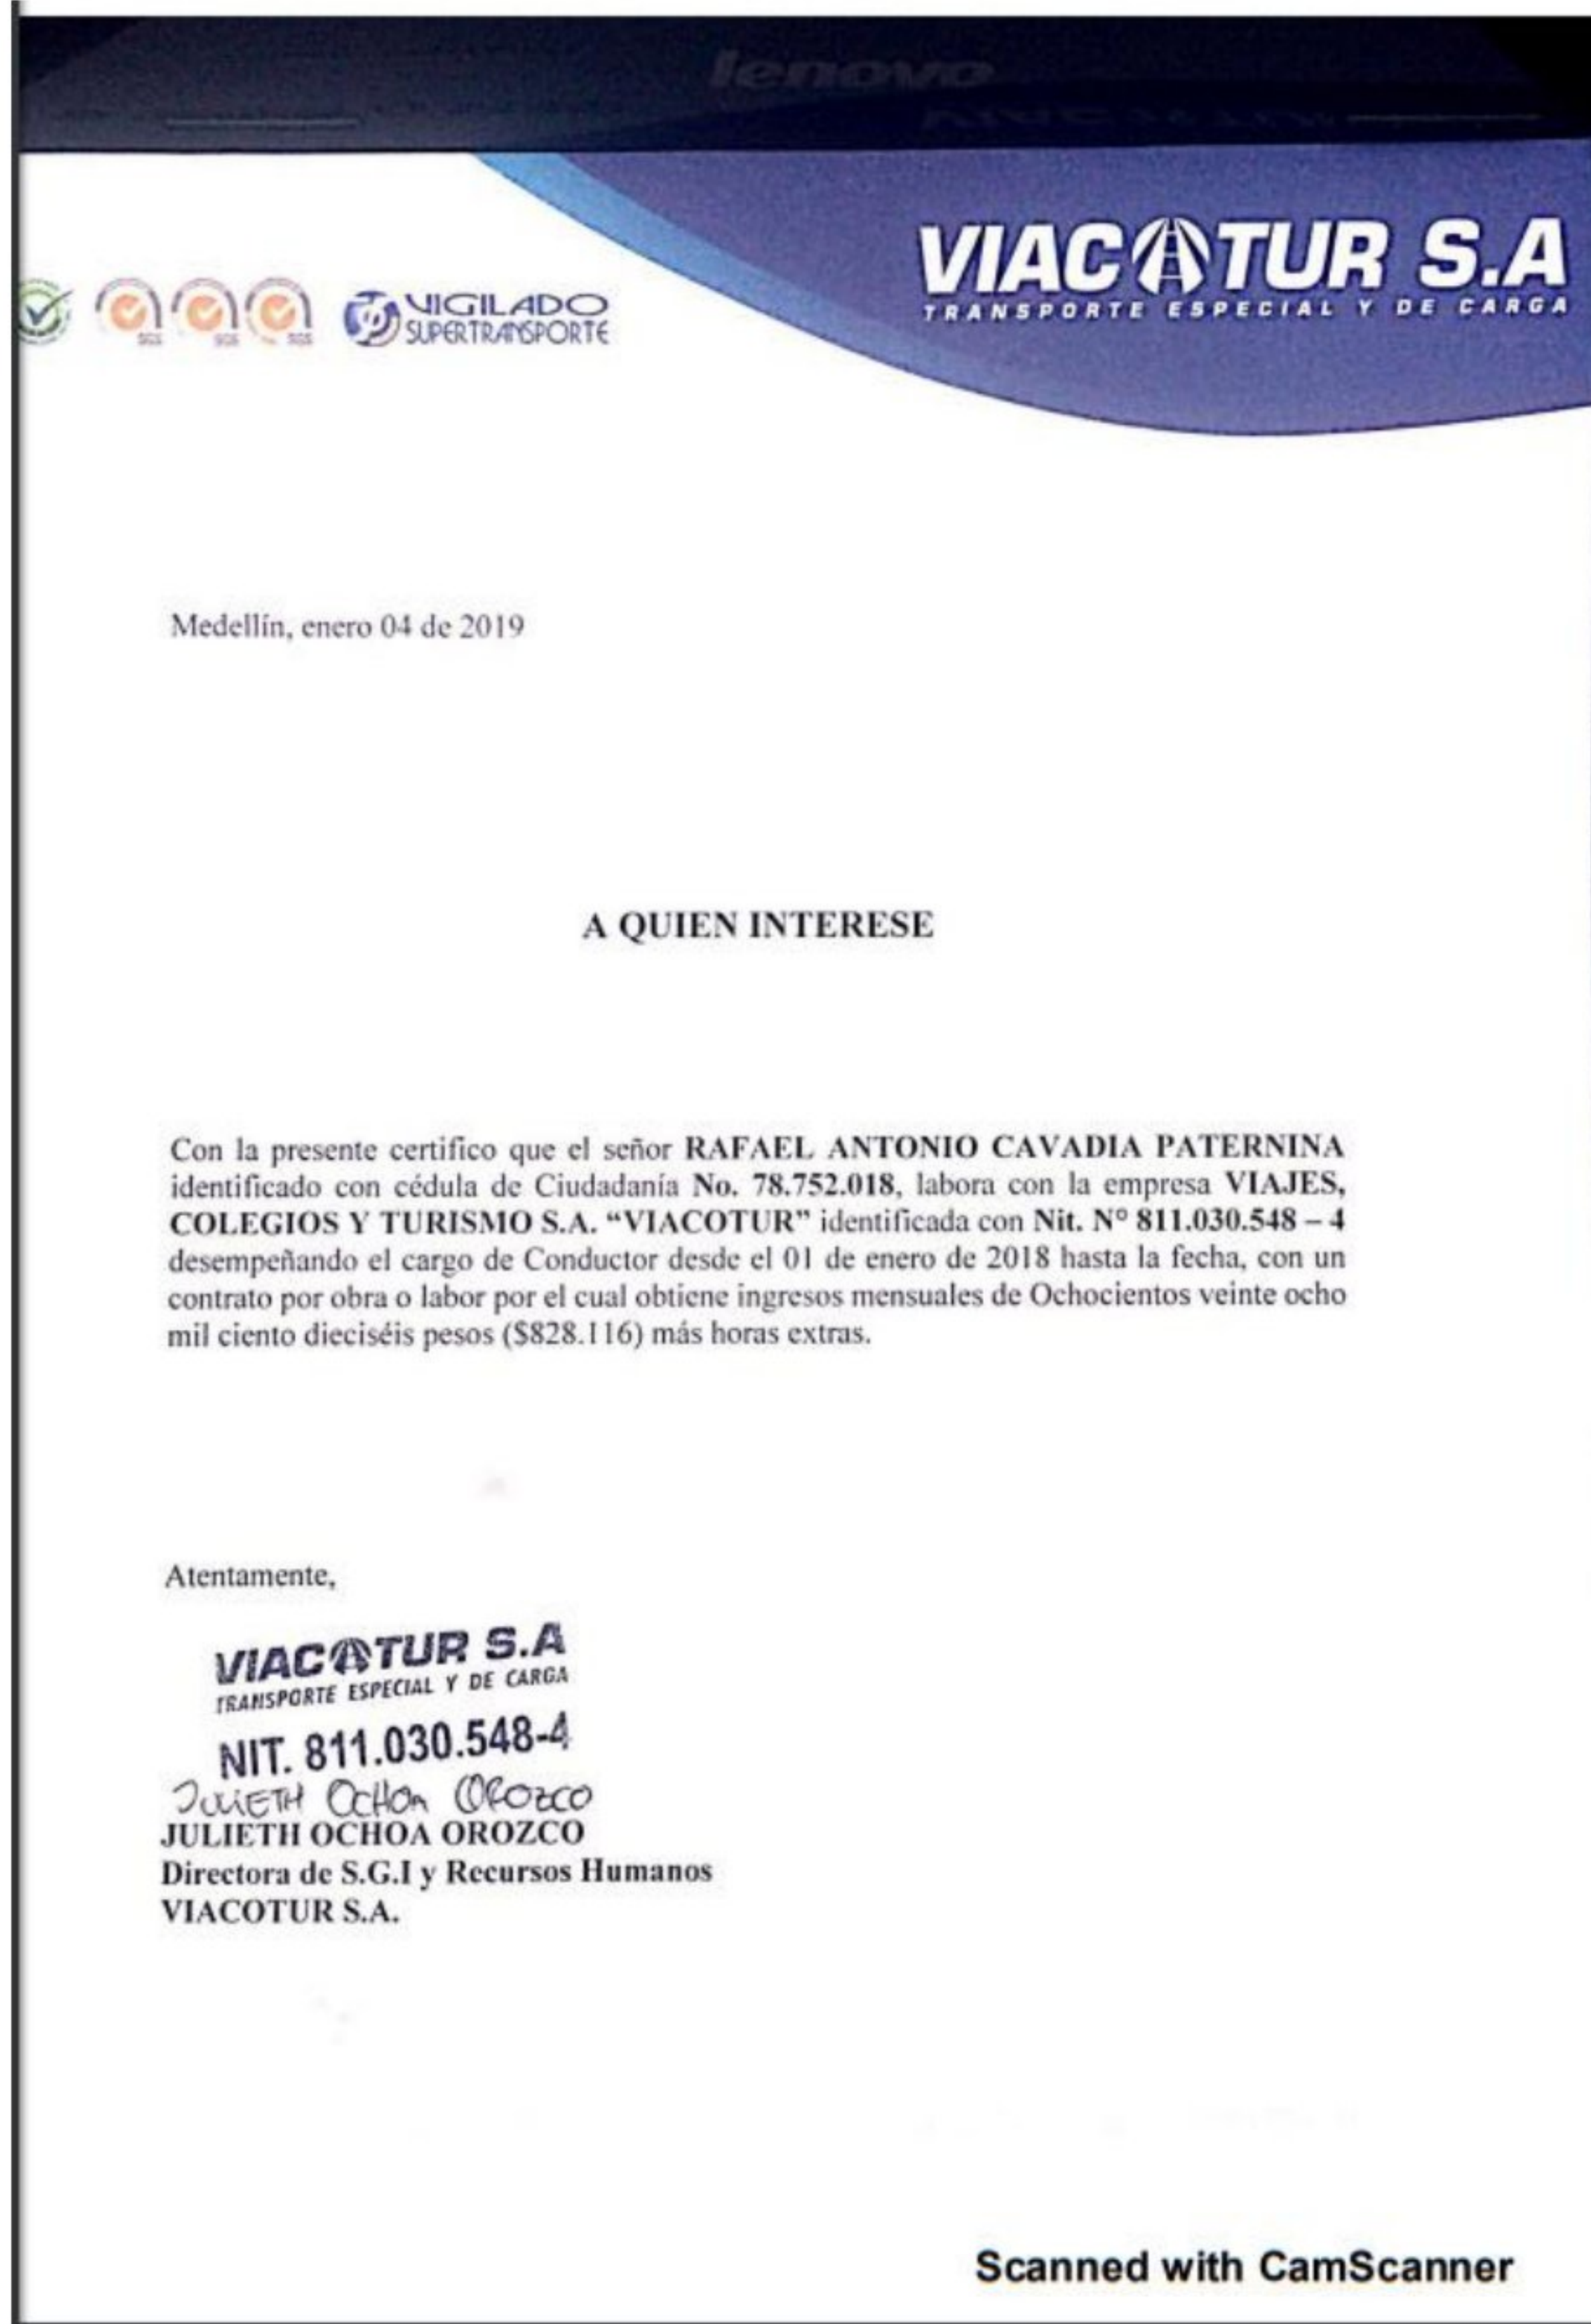 lenovo
VIACOTUR S.A
TRANSPORTE ESPECIAL Y DE CARGA
VIGILADO
SUPERTRANSPORTE
SGS SGS SGS
Medellín, enero 04 de 2019
A QUIEN INTERESE
Con la presente certifico que el señor RAFAEL ANTONIO CAVADIA PATERNINA
identificado con cédula de Ciudadanía No. 78.752.018, labora con la empresa VIAJES,
COLEGIOS Y TURISMO S.A. “VIACOTUR” identificada con Nit. Nº 811.030.548 – 4
desempeñando el cargo de Conductor desde el 01 de enero de 2018 hasta la fecha, con un
contrato por obra o labor por el cual obtiene ingresos mensuales de Ochocientos veinte ocho
mil ciento dieciséis pesos ($828.116) más horas extras.
Atentamente,
VIACOTUR S.A
TRANSPORTE ESPECIAL Y DE CARGA
NIT. 811.030.548-4
JULIETH OCHOA OROZCO
JULIETH OCHOA OROZCO
Directora de S.G.I y Recursos Humanos
VIACOTUR S.A.
Scanned with CamScanner